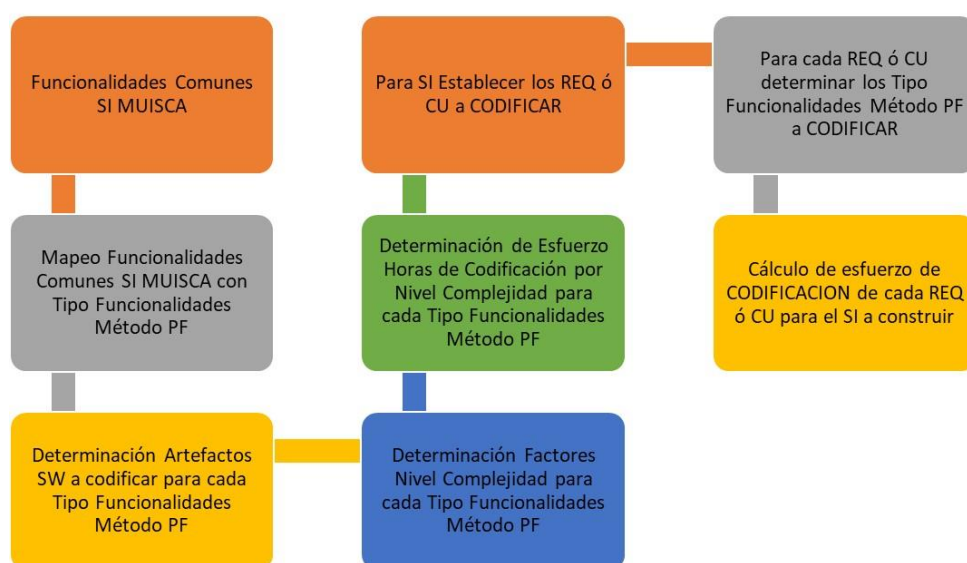 Funcionalidades Comunes
SI MUISCA
Mapeo Funcionalidades
Comunes SI MUISCA con
Tipo Funcionalidades
Método PF
Determinación Artefactos
SW a codificar para cada
Tipo Funcionalidades
Método PF
Determinación Factores
Nivel Complejidad para
cada Tipo Funcionalidades
Método PF
Determinación de Esfuerzo
Horas de Codificación por
Nivel Complejidad para
cada Tipo Funcionalidades
Método PF
Para SI Establecer los REQ ó
CU a CODIFICAR
Para cada REQ ó CU
determinar los Tipo
Funcionalidades Método PF
a CODIFICAR
Cálculo de esfuerzo de
CODIFICACION de cada REQ
ó CU para el SI a construir